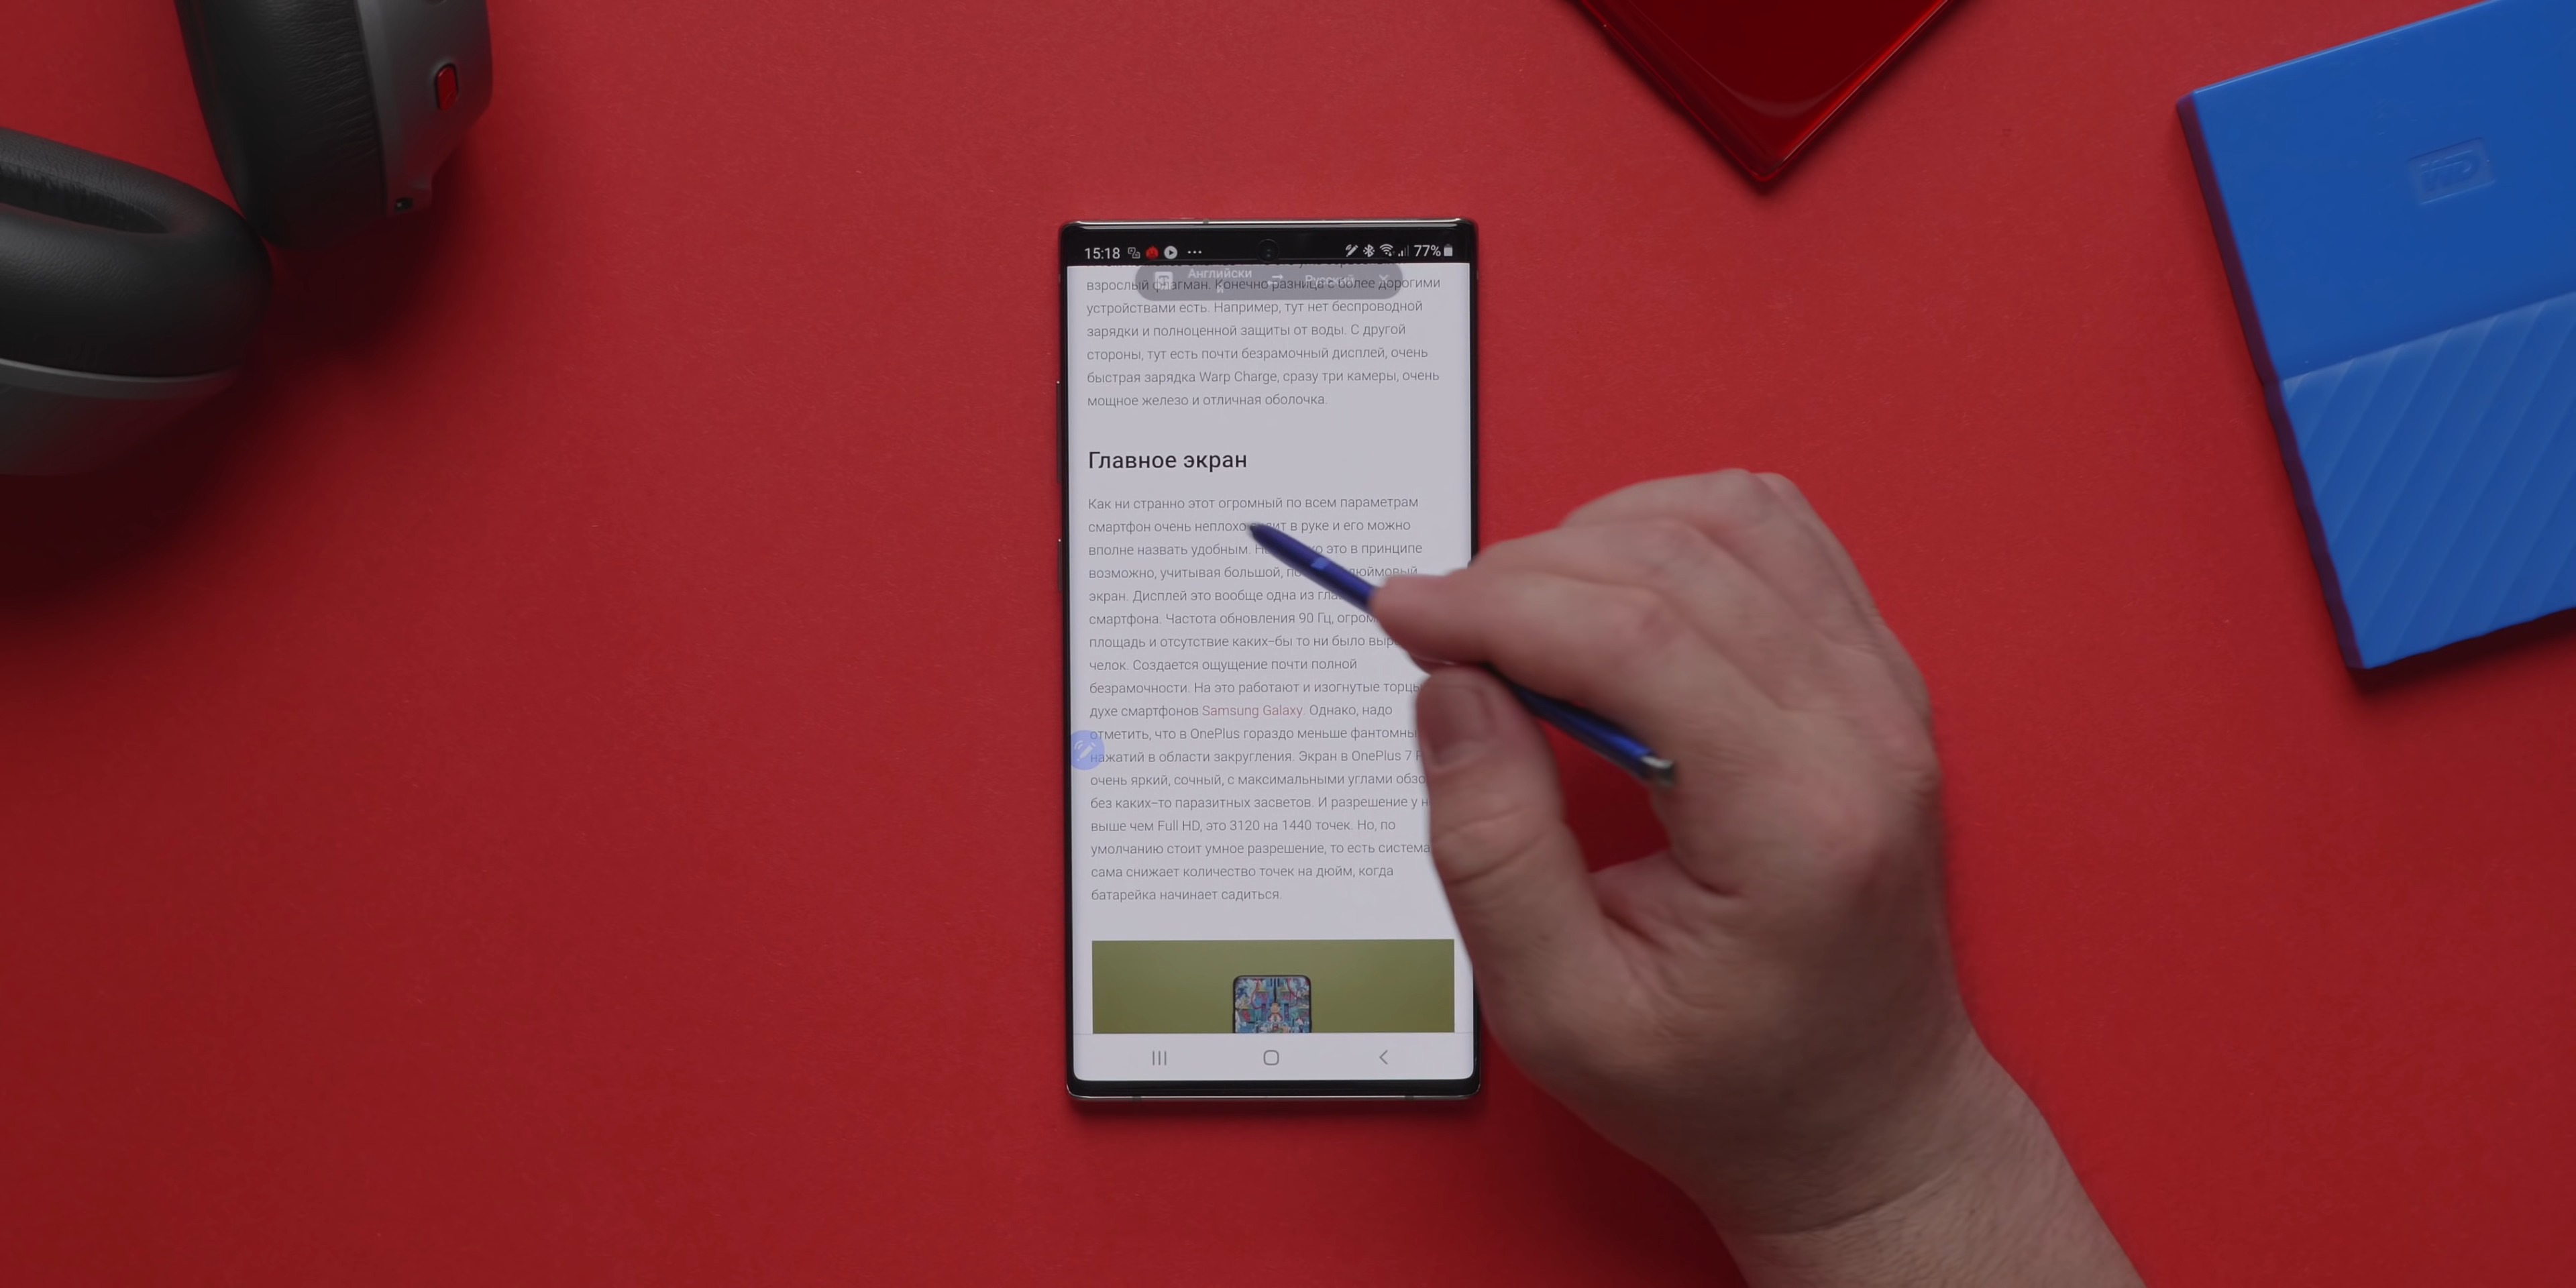 15:18
77%
Английски
й
Русский
взрослый флагман. Конечно разница с более дорогими
устройствами есть. Например, тут нет беспроводной
зарядки и полноценной защиты от воды. С другой
стороны, тут есть почти безрамочный дисплей, очень
быстрая зарядка Warp Charge, сразу три камеры, очень
мощное железо и отличная оболочка.
Главное экран
Как ни странно этот огромный по всем параметрам
смартфон очень неплохо в руке и его можно
вполне назвать удобным. это в принципе
возможно, учитывая большой,
экран. Дисплей это вообще одна из
смартфона. Частота обновления 90 Гц,
площадь и отсутствие каких-бы то ни было
челок. Создается ощущение почти полной
безрамочности. На это работают и изогнутые торцы
духе смартфонов Samsung Galaxy. Однако, надо
отметить, что в OnePlus гораздо меньше
нажатий в области закругления. Экран в OnePlus 7
очень яркий, сочный, с максимальными углами
без каких-то паразитных засветов. И разрешение у
выше чем Full HD, это 3120 на 1440 точек. Но, по
умолчанию стоит умное разрешение, то есть система
сама снижает количество точек на дюйм, когда
батарейка начинает садиться.
WD